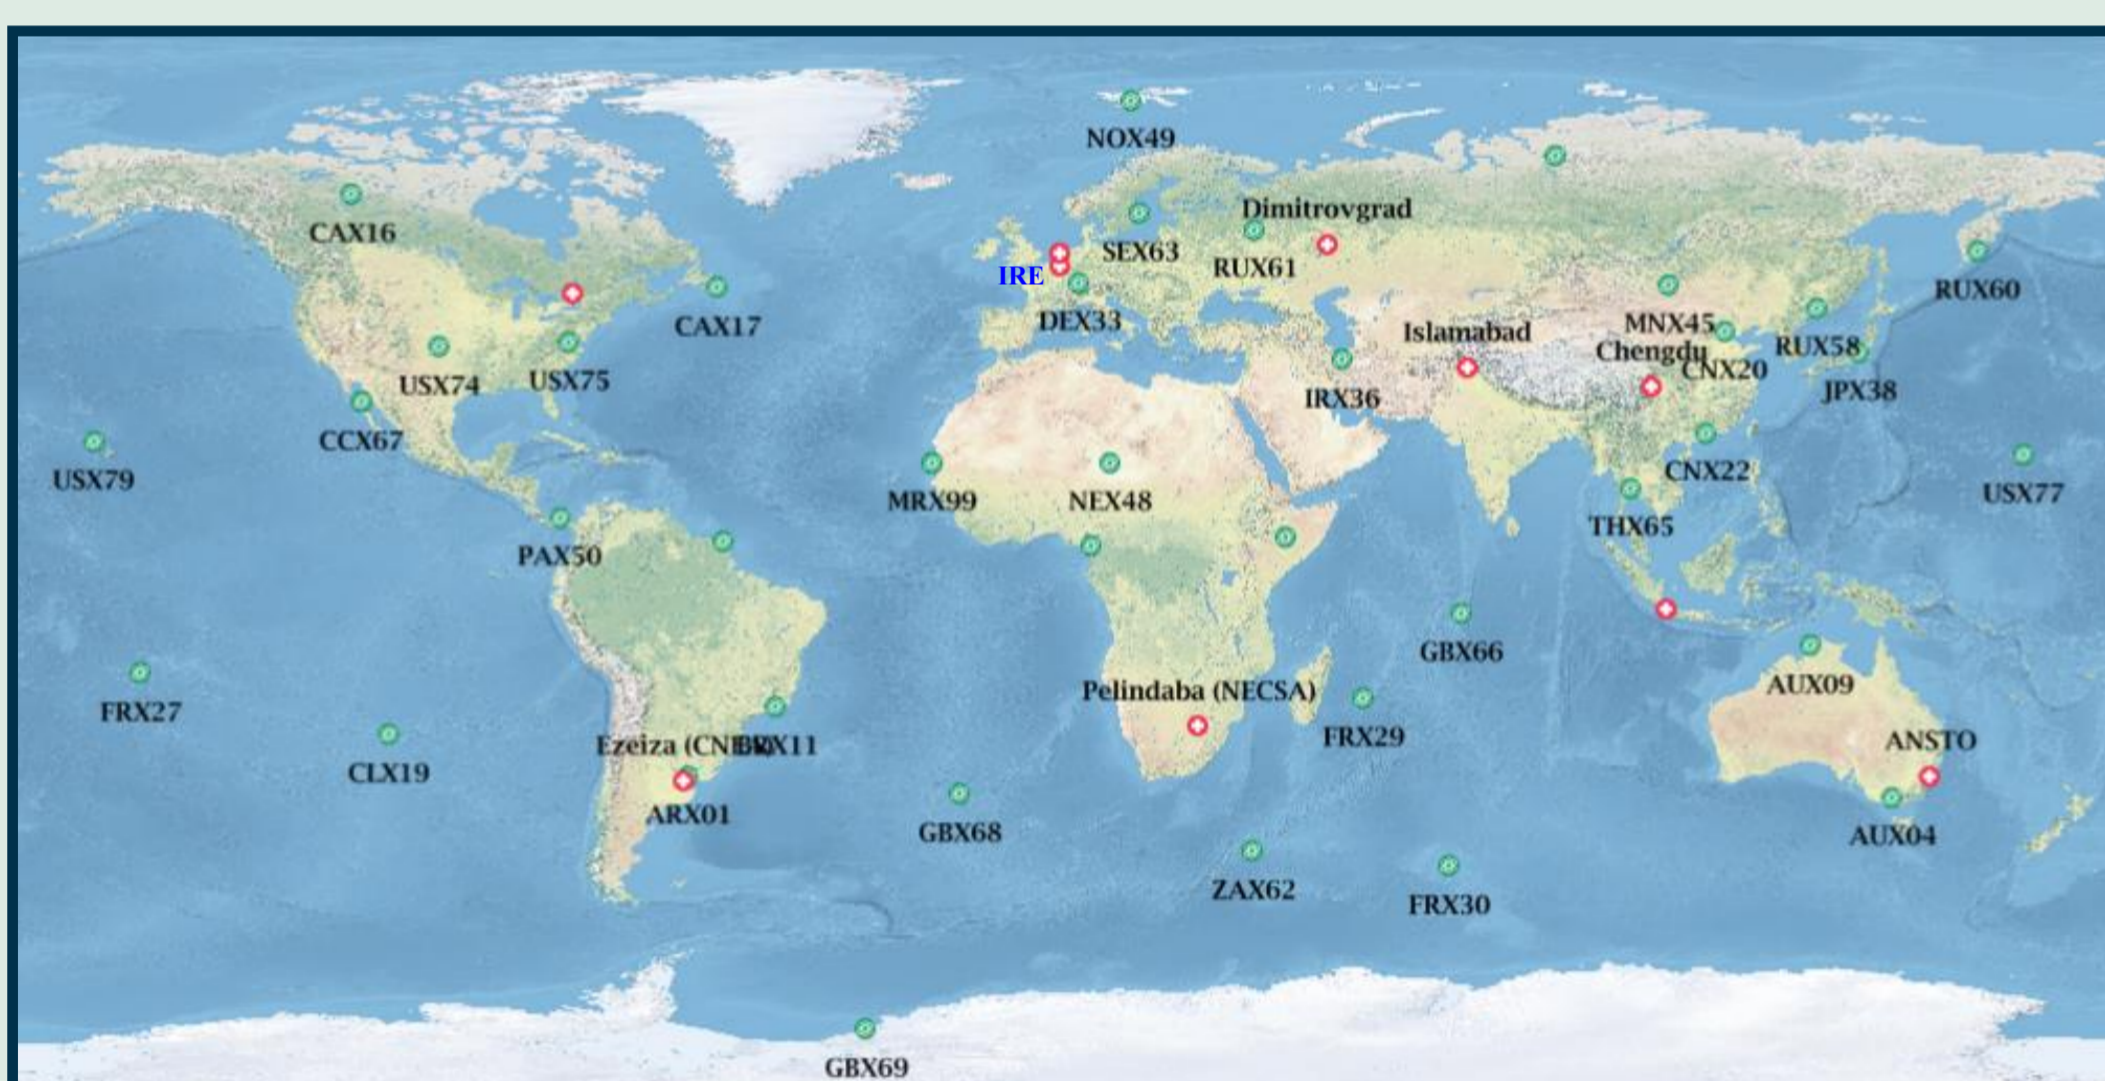 NOX49
Dimitrovgrad
CAX16
SEX63
RUX61
IRE
RUX60
CAX17
DEX33
MNX45
Islamabad
RUX58
Chengdu
CNX20
USX74
USX75
IRX36
JPX38
CCX67
USX79
CNX22
MRX99
NEX48
USX77
THX65
PAX50
GBX66
AUX09
Pelindaba (NECSA)
FRX27
FRX29
ANSTO
Ezeiza
CLX19
ARX01
GBX68
AUX04
ZAX62
FRX30
GBX69